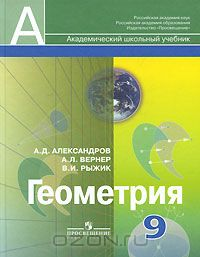 А
Российская академия наук
Российская академия образования
Издательство «Просвещение»
Академический школьный учебник
А.Д. АЛЕКСАНДРОВ
А.Л. ВЕРНЕР
В.И. РЫЖИК
Геометрия
9
ПРОСВЕЩЕНИЕ
ozon.ru